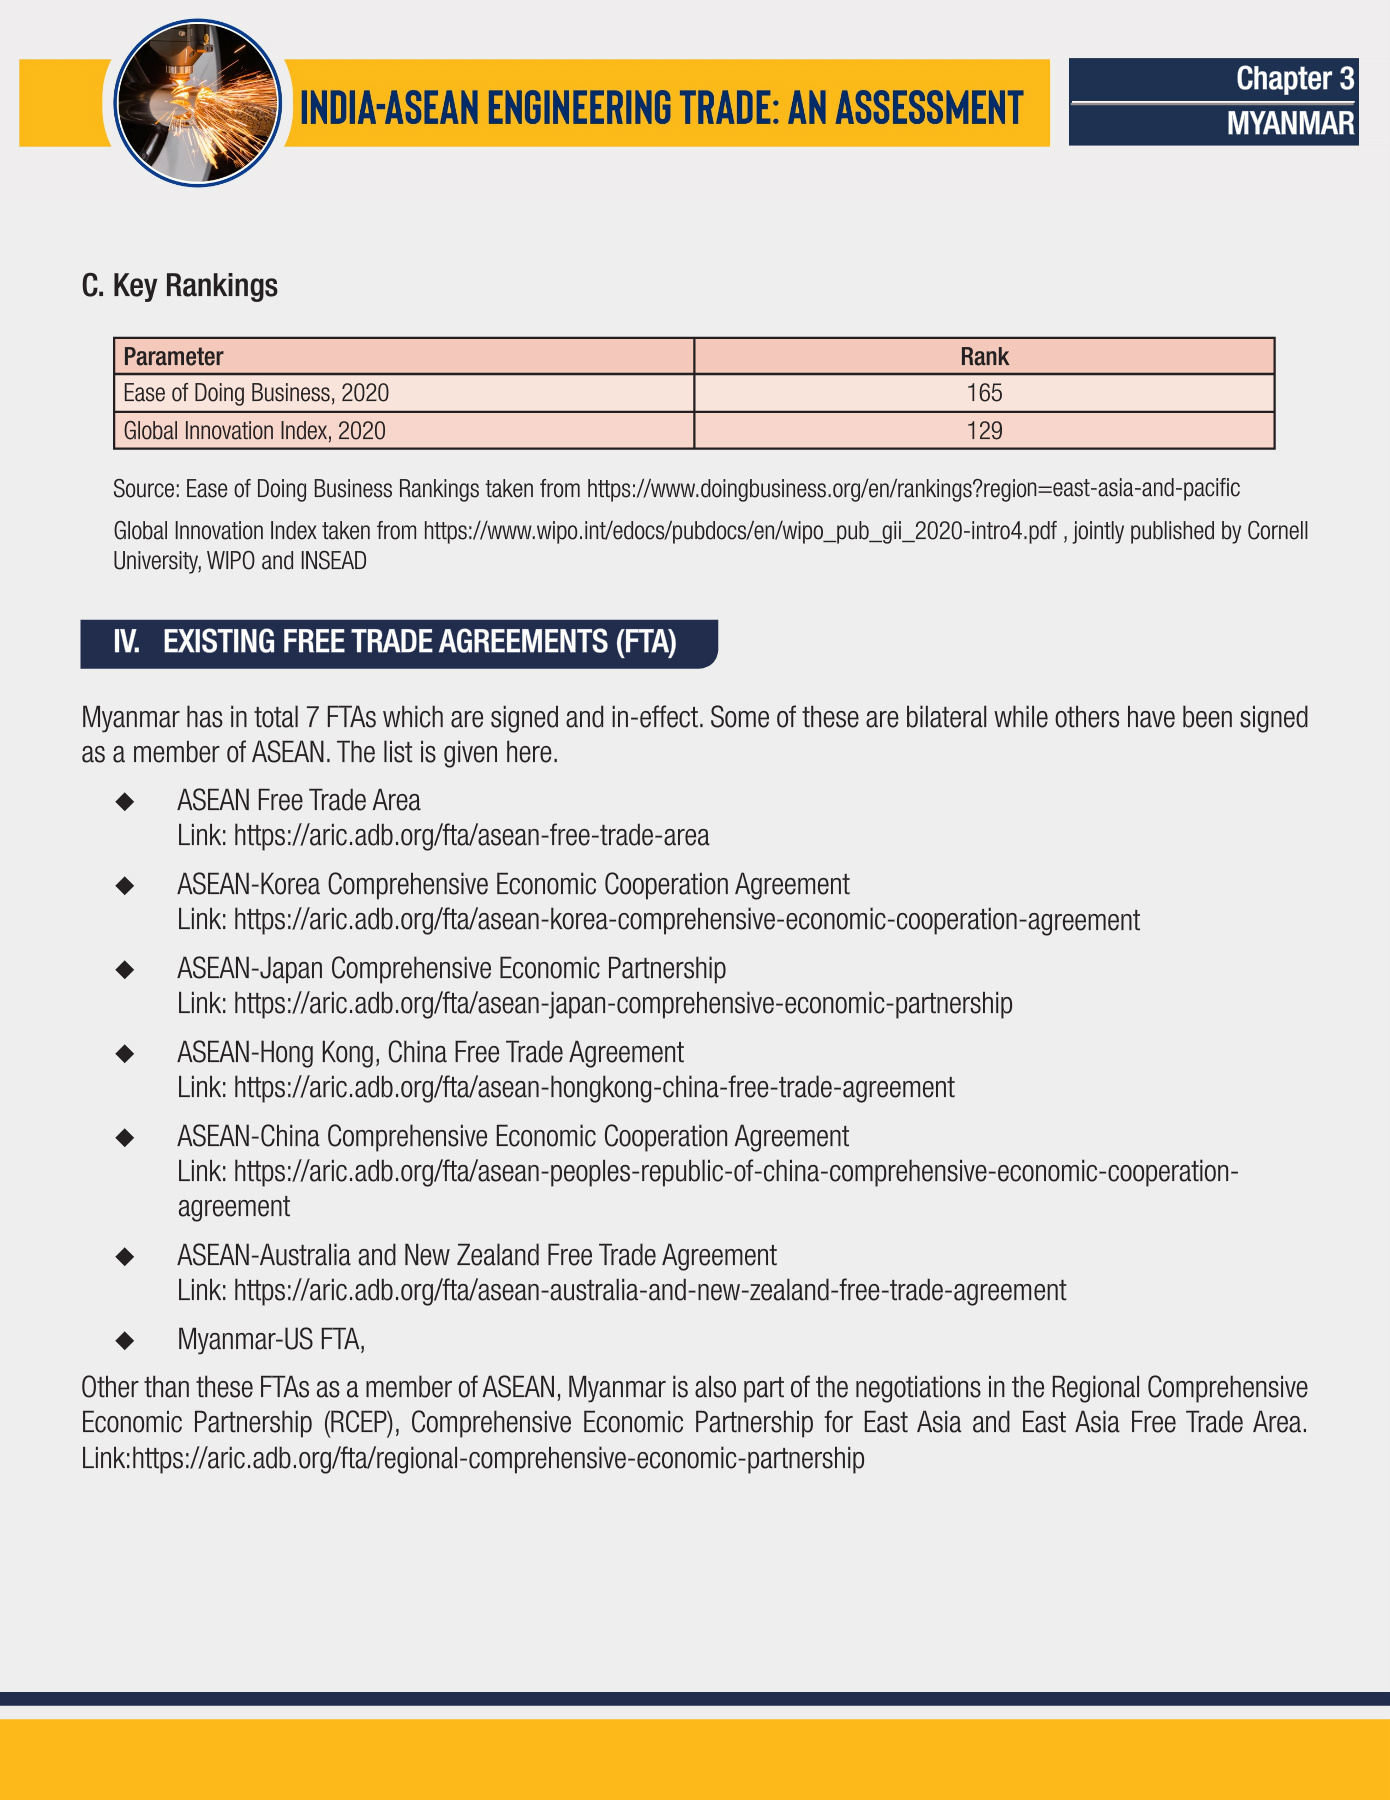 INDIA-ASEAN ENGINEERING TRADE: AN ASSESSMENT
Chapter 3
MYANMAR
C. Key Rankings
Parameter Rank
Ease of Doing Business, 2020 165
Global Innovation Index, 2020 129
Source: Ease of Doing Business Rankings taken from https://www.doingbusiness.org/en/rankings?region=east-asia-and-pacific
Global Innovation Index taken from https://www.wipo.int/edocs/pubdocs/en/wipo_pub_gii_2020-intro4.pdf , jointly published by Cornell
University, WIPO and INSEAD
IV. EXISTING FREE TRADE AGREEMENTS (FTA)
Myanmar has in total 7 FTAs which are signed and in-effect. Some of these are bilateral while others have been signed
as a member of ASEAN. The list is given here.
◆ ASEAN Free Trade Area
Link: https://aric.adb.org/fta/asean-free-trade-area
◆ ASEAN-Korea Comprehensive Economic Cooperation Agreement
Link: https://aric.adb.org/fta/asean-korea-comprehensive-economic-cooperation-agreement
◆ ASEAN-Japan Comprehensive Economic Partnership
Link: https://aric.adb.org/fta/asean-japan-comprehensive-economic-partnership
◆ ASEAN-Hong Kong, China Free Trade Agreement
Link: https://aric.adb.org/fta/asean-hongkong-china-free-trade-agreement
◆ ASEAN-China Comprehensive Economic Cooperation Agreement
Link: https://aric.adb.org/fta/asean-peoples-republic-of-china-comprehensive-economic-cooperation-
agreement
◆ ASEAN-Australia and New Zealand Free Trade Agreement
Link: https://aric.adb.org/fta/asean-australia-and-new-zealand-free-trade-agreement
◆ Myanmar-US FTA,
Other than these FTAs as a member of ASEAN, Myanmar is also part of the negotiations in the Regional Comprehensive
Economic Partnership (RCEP), Comprehensive Economic Partnership for East Asia and East Asia Free Trade Area.
Link:https://aric.adb.org/fta/regional-comprehensive-economic-partnership